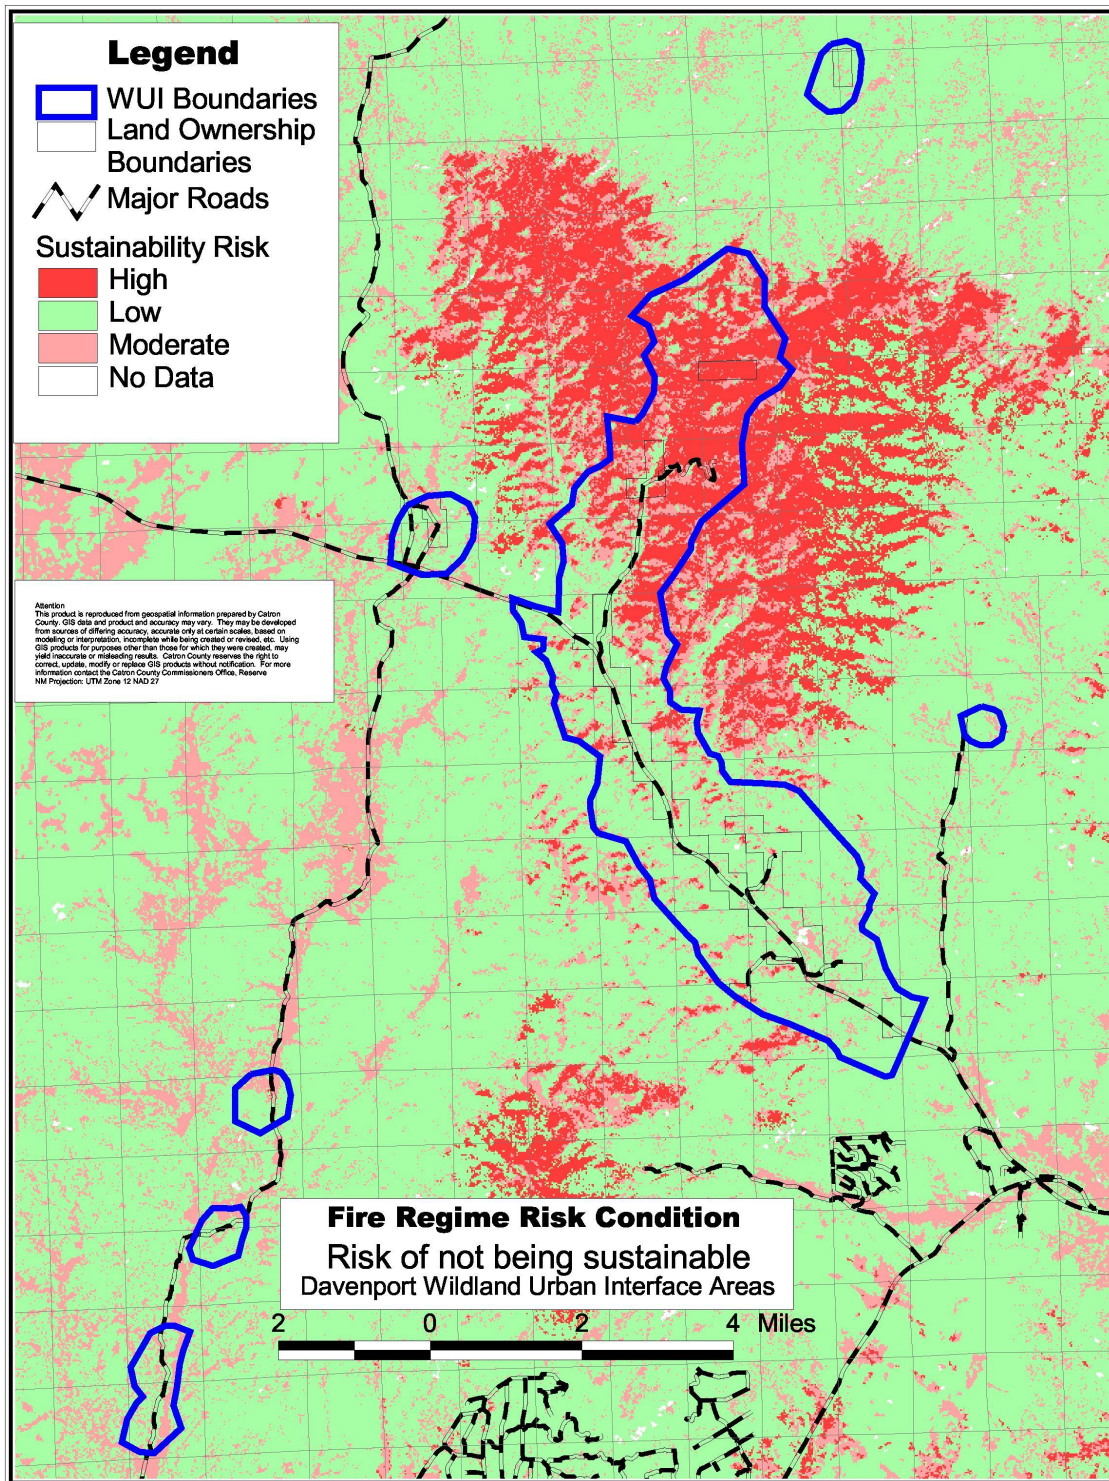 Legend
WUI Boundaries
Land Ownership
Boundaries
Major Roads
Sustainability Risk
High
Low
Moderate
No Data
Attention
This product is reproduced from geospatial information prepared by Catron
County. GIS data and product and accuracy may vary. They may be developed
from sources of differing accuracy, accurate only at certain scales, based on
modeling or interpretation, incomplete while being created or revised, etc. Using
GIS products for purposes other than those for which they were created, may
yield inaccurate or misleading results. Catron County reserves the right to
correct, update, modify or replace GIS products without notification. For more
information contact the Catron County Commissioners Office, Reserve
NM Projection: UTM Zone 12 NAD 27
Fire Regime Risk Condition
Risk of not being sustainable
Davenport Wildland Urban Interface Areas
2 0 2 4 Miles